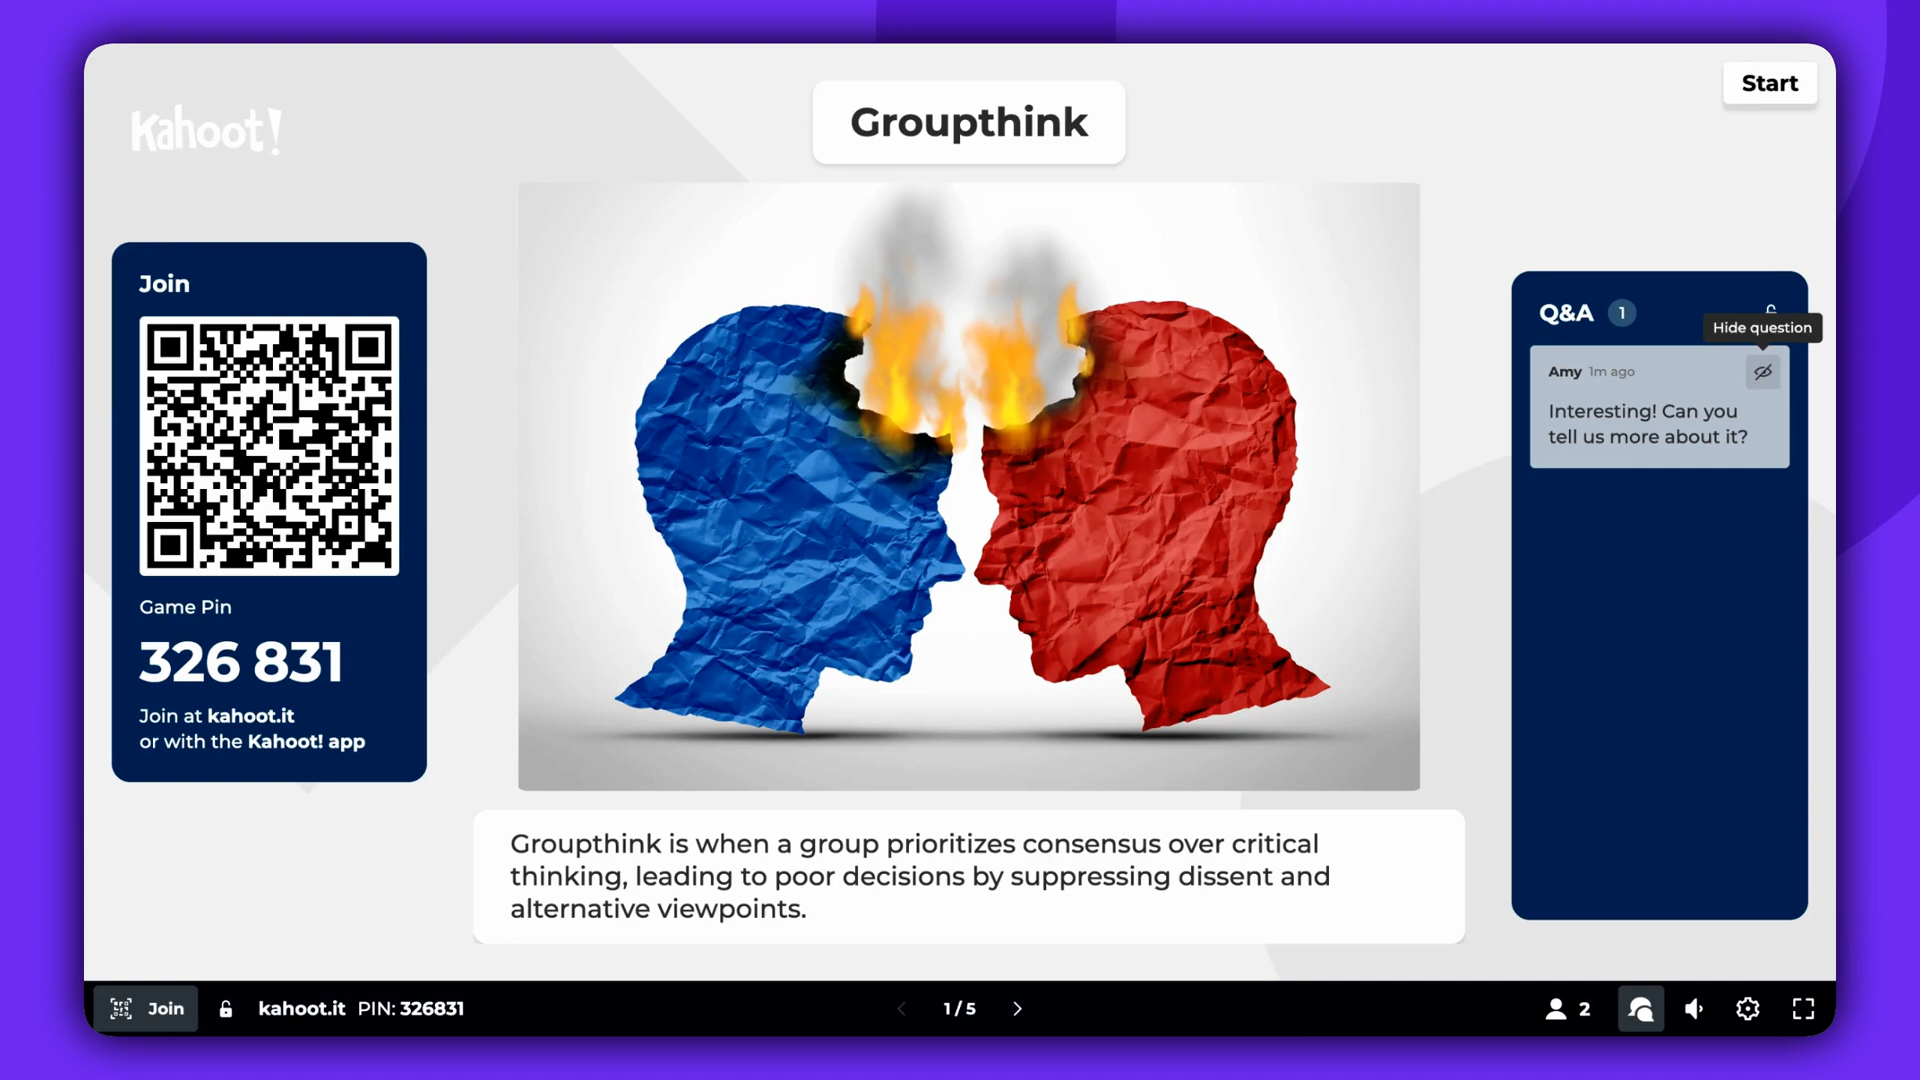 Kahoot!
Groupthink
Start
Join
Game Pin
326 831
Join at kahoot.it
or with the Kahoot! app
Q&A 1
Hide question
Amy 1m ago
Interesting! Can you
tell us more about it?
Groupthink is when a group prioritizes consensus over critical
thinking, leading to poor decisions by suppressing dissent and
alternative viewpoints.
Join kahoot.it PIN: 326831 1 / 5 2